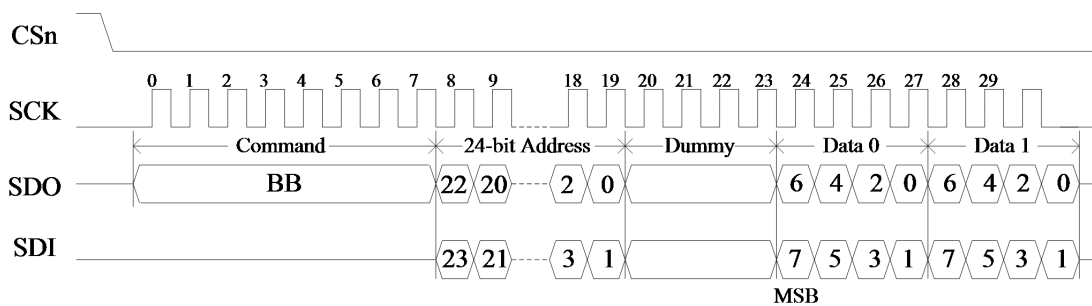 CSn
0 1 2 3 4 5 6 7 8 9 18 19 20 21 22 23 24 25 26 27 28 29
SCK
Command 24-bit Address Dummy Data 0 Data 1
SDO BB 22 20 2 0 6 4 2 0 6 4 2 0
SDI 23 21 3 1 7 5 3 1 7 5 3 1
MSB